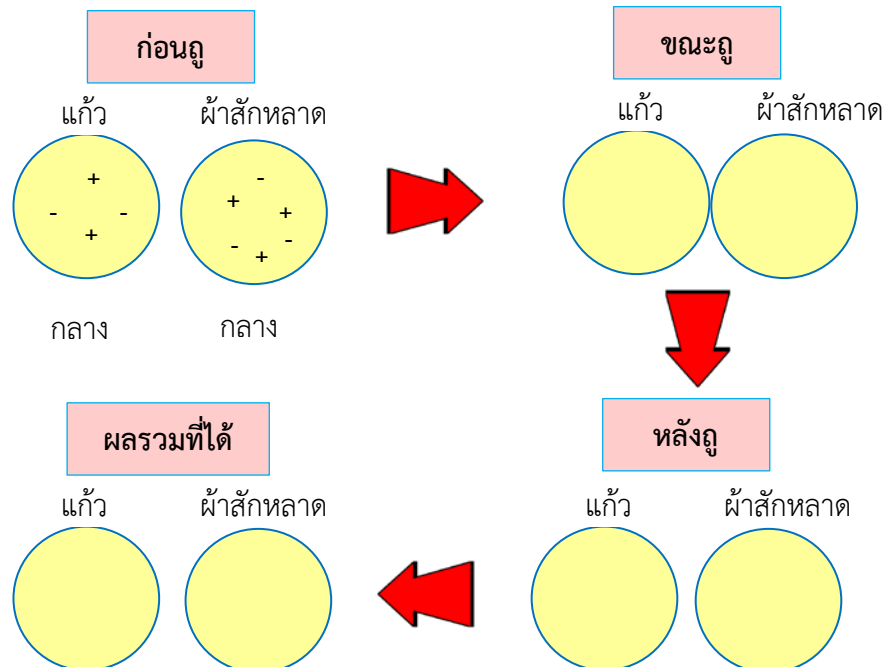 ก่อนถู
แก้ว ผ้าสักหลาด
+ - -
+
- + +
- - +
กลาง กลาง
ขณะถู
แก้ว ผ้าสักหลาด
หลังถู
แก้ว ผ้าสักหลาด
ผลรวมที่ได้
แก้ว ผ้าสักหลาด